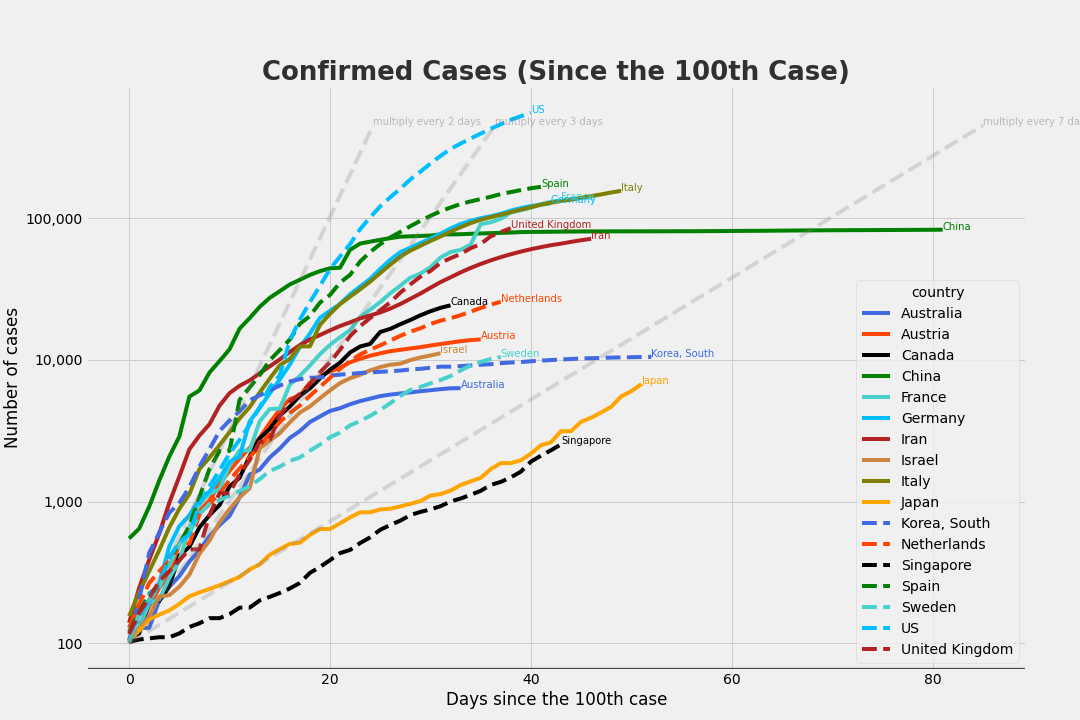 Confirmed Cases (Since the 100th Case)
US
multiply every 2 days
multiply every 3 days
multiply every 7 da
Spain
Italy
France
Germany
100,000
United Kingdom
China
Iran
Canada
Netherlands
Austria
Israel
Sweden
Korea, South
10,000
Australia
Japan
Singapore
1,000
100
Number of cases
0
20
40
60
80
Days since the 100th case
country
Australia
Austria
Canada
China
France
Germany
Iran
Israel
Italy
Japan
Korea, South
Netherlands
Singapore
Spain
Sweden
US
United Kingdom